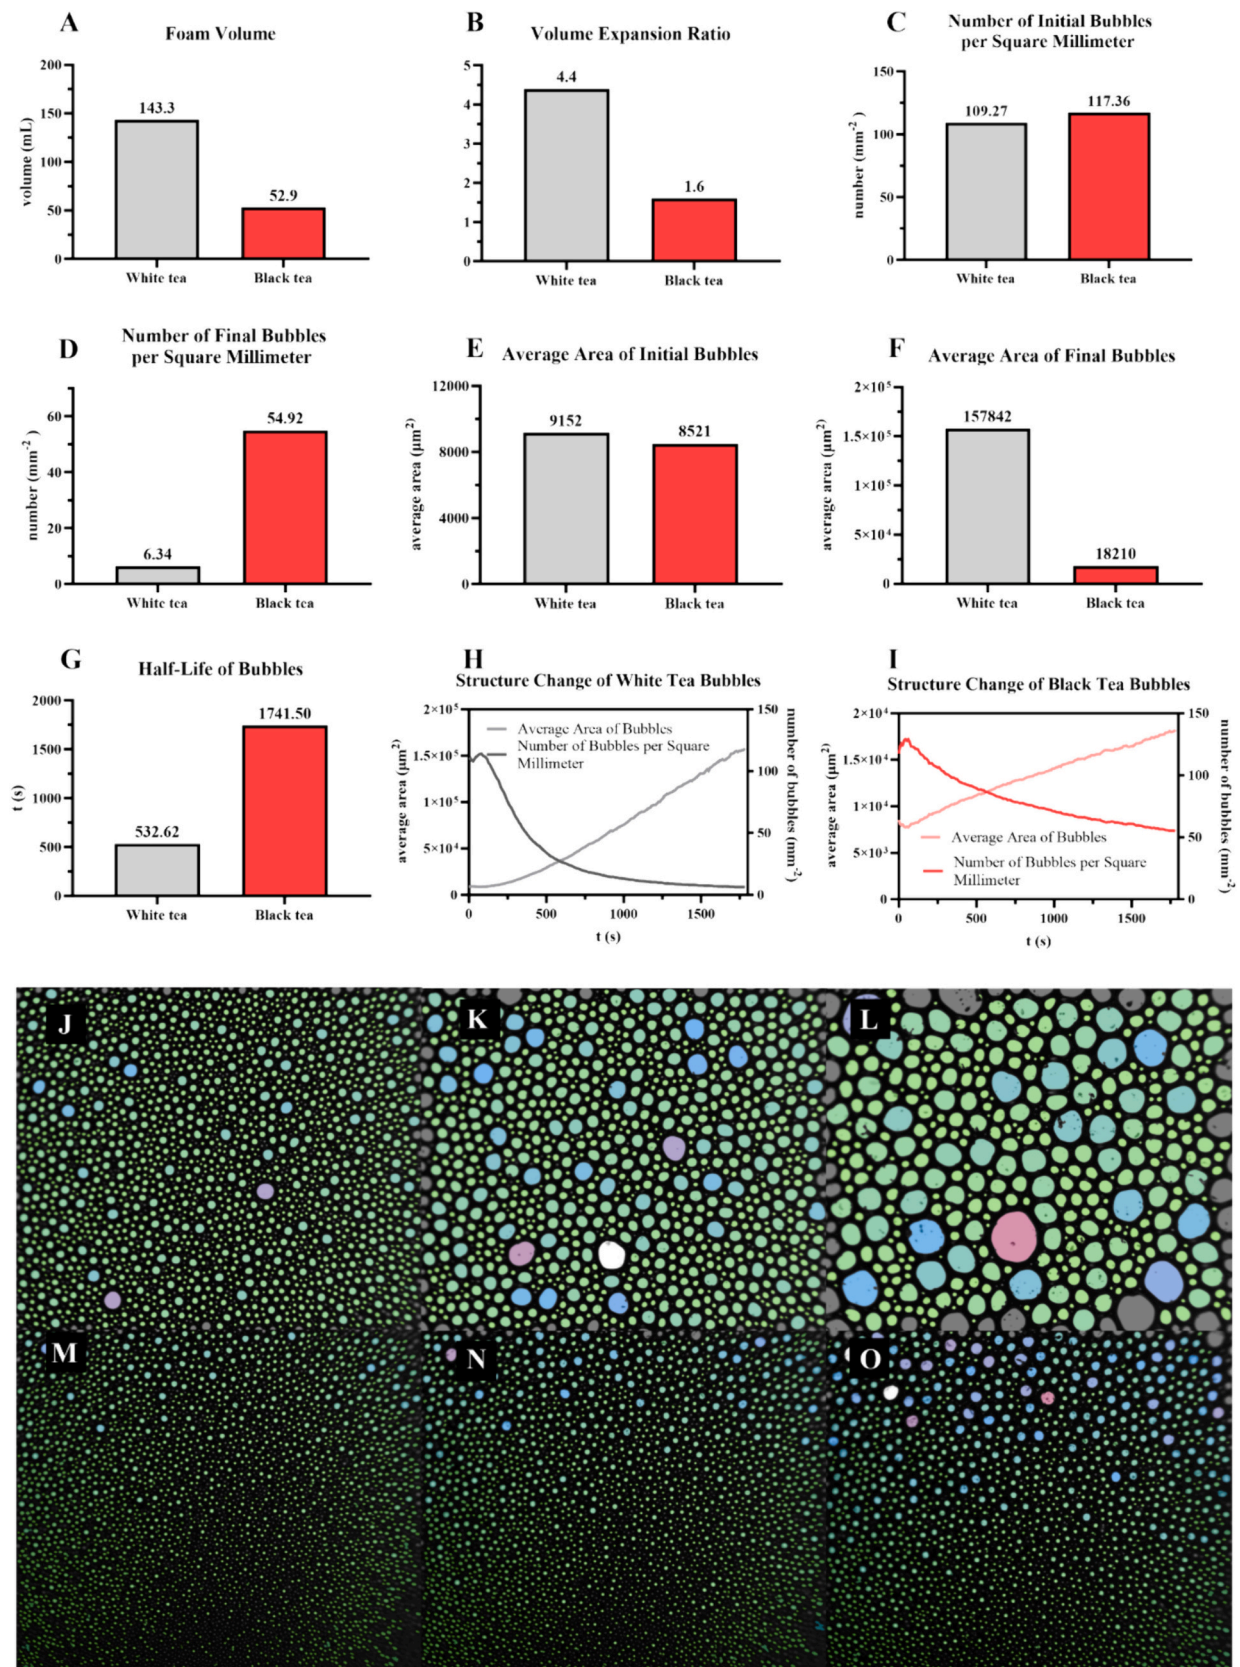 A
Foam Volume
volume (mL)
200
150
100
50
0
143.3
52.9
White tea
Black tea
B
Volume Expansion Ratio
5
4
3
2
1
0
4.4
1.6
White tea
Black tea
C
Number of Initial Bubbles
per Square Millimeter
number (mm⁻²)
150
100
50
0
109.27
117.36
White tea
Black tea
D
Number of Final Bubbles
per Square Millimeter
number (mm⁻²)
60
40
20
0
6.34
54.92
White tea
Black tea
E
Average Area of Initial Bubbles
average area (μm²)
12000
8000
4000
0
9152
8521
White tea
Black tea
F
Average Area of Final Bubbles
average area (μm²)
2×10⁵
1.5×10⁵
1×10⁵
5×10⁴
0
157842
18210
White tea
Black tea
G
Half-Life of Bubbles
t (s)
2000
1500
1000
500
0
532.62
1741.50
White tea
Black tea
H
Structure Change of White Tea Bubbles
average area (μm²)
2×10⁵
1.5×10⁵
1×10⁵
5×10⁴
0
Average Area of Bubbles
Number of Bubbles per Square
Millimeter
150
100
50
0
number of bubbles (mm⁻²)
0
500
1000
1500
t (s)
I
Structure Change of Black Tea Bubbles
average area (μm²)
2×10⁴
1.5×10⁴
1×10⁴
5×10³
0
Average Area of Bubbles
Number of Bubbles per Square
Millimeter
150
100
50
0
number of bubbles (mm⁻²)
0
500
1000
1500
t (s)
J
K
L
M
N
O